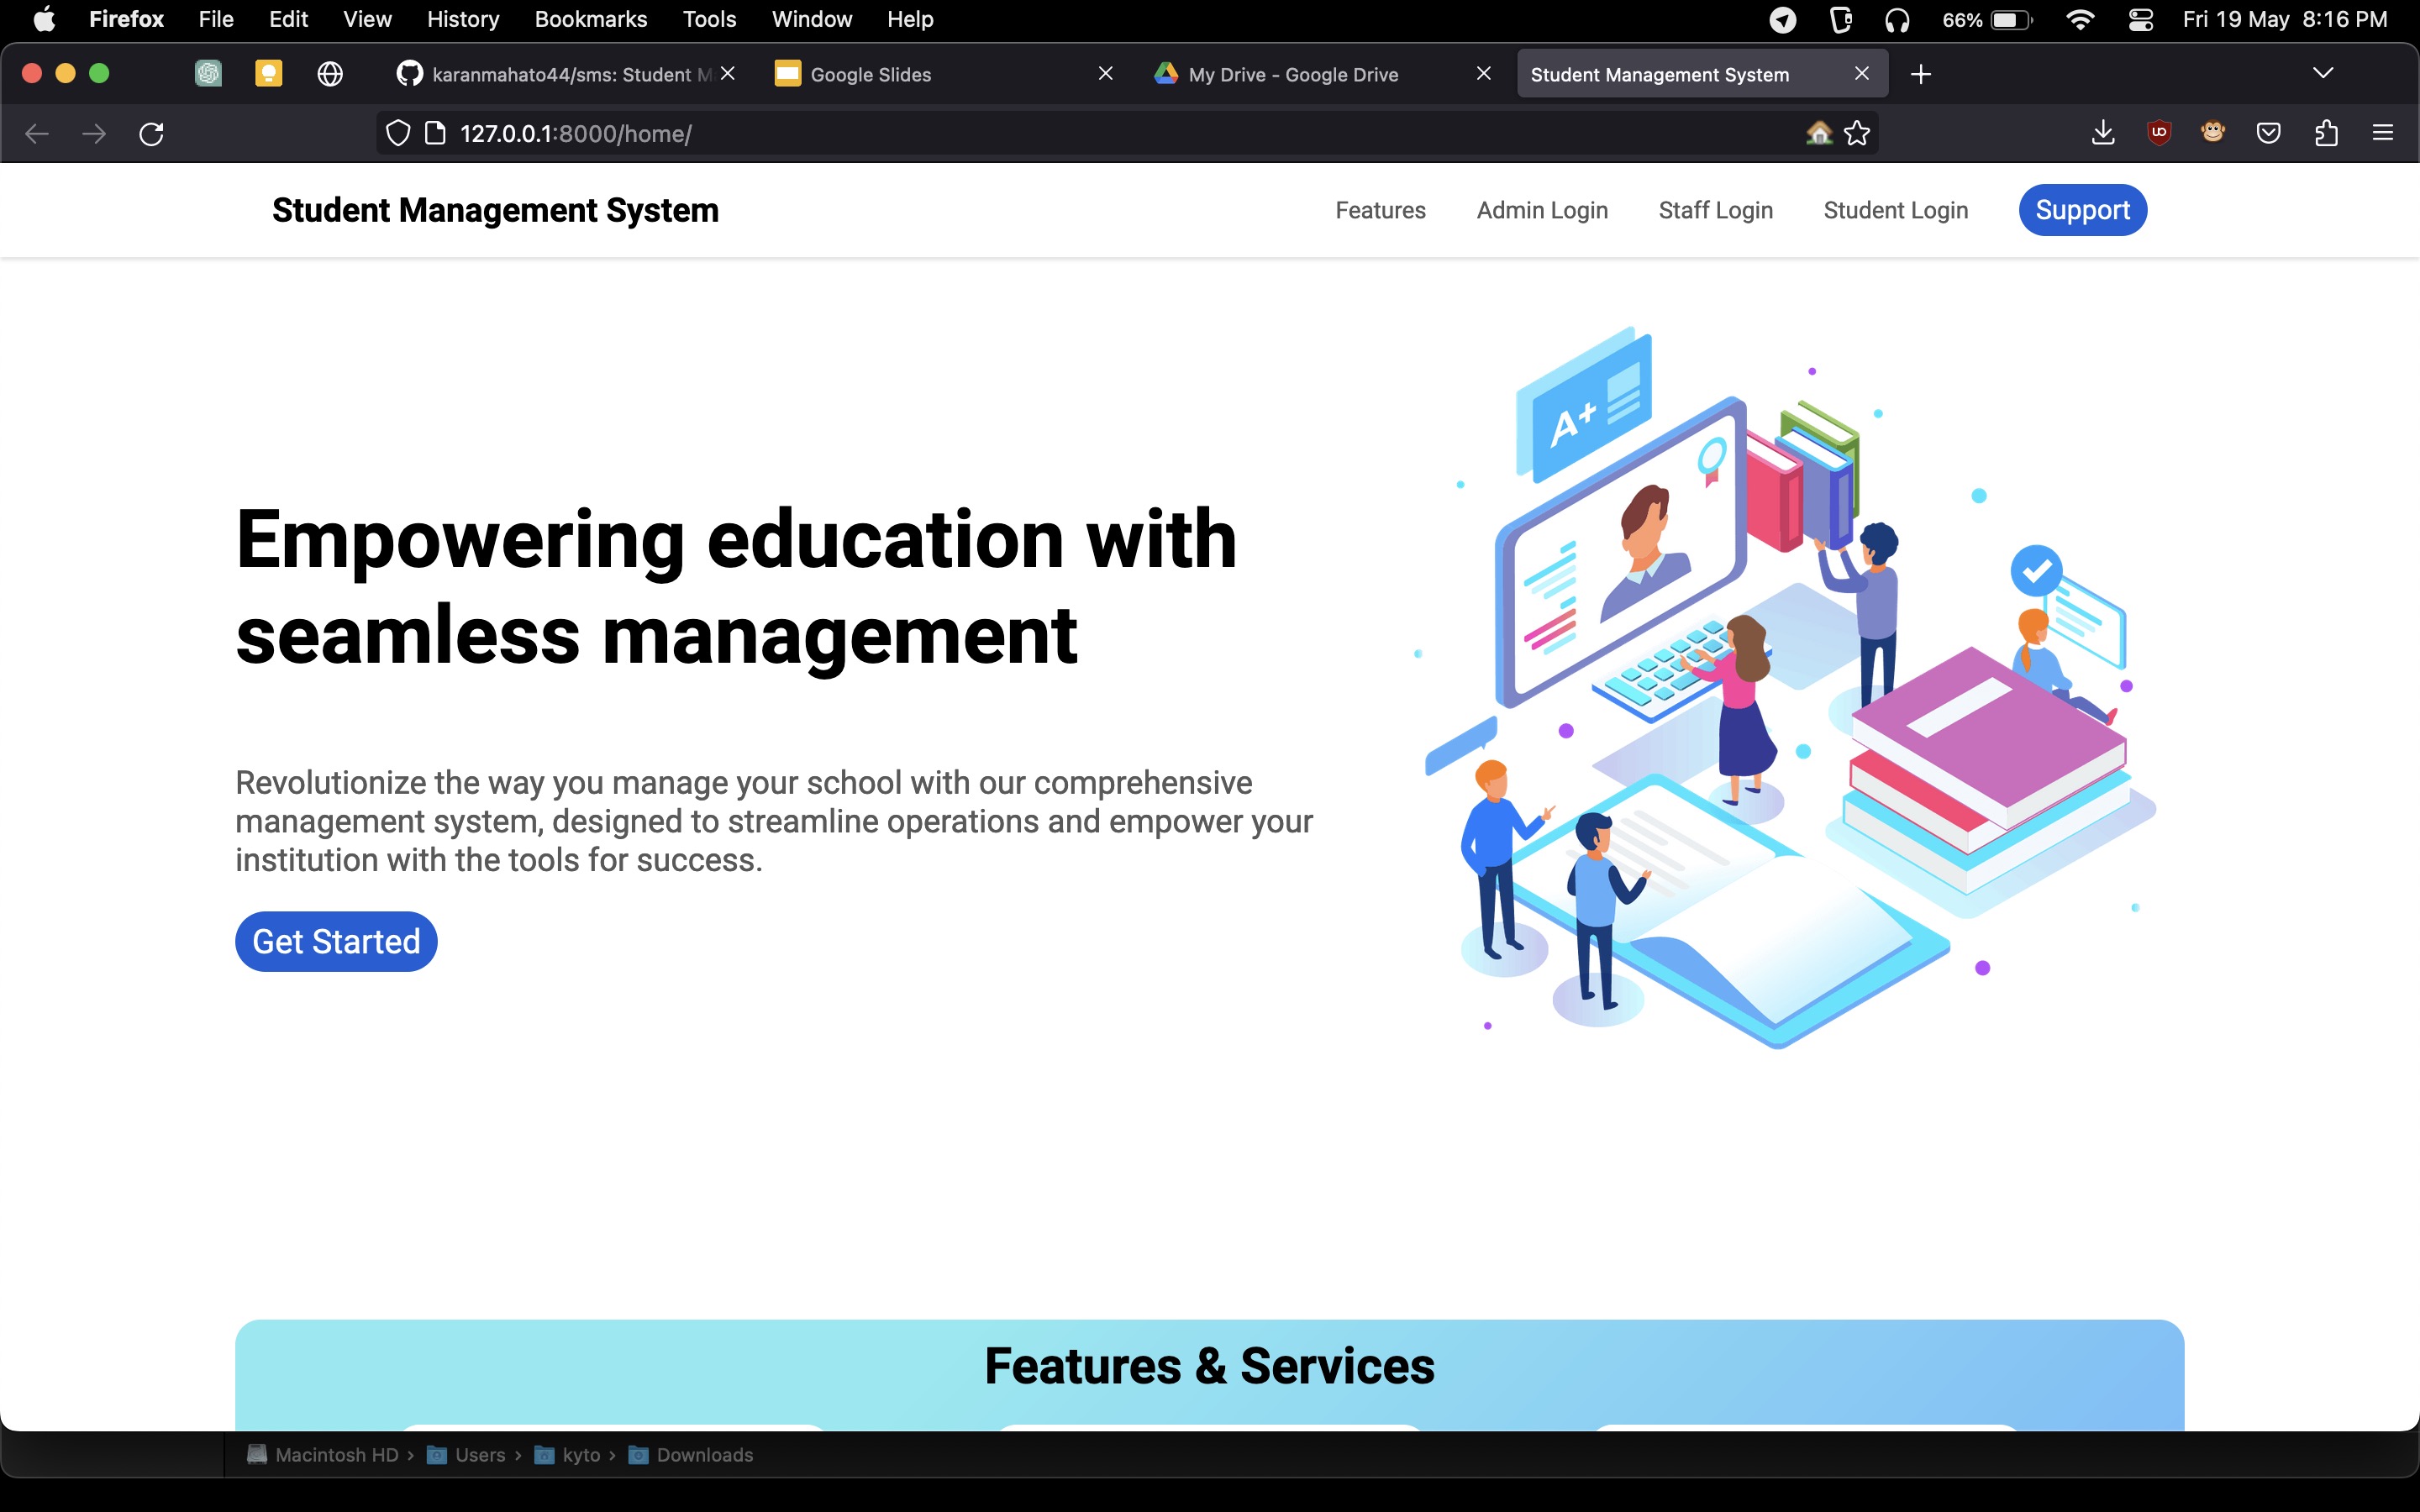 Firefox File Edit View History Bookmarks Tools Window Help 66% Fri 19 May 8:16 PM
karanmahato44/sms: Student M Google Slides My Drive - Google Drive Student Management System
127.0.0.1:8000/home/
Student Management System Features Admin Login Staff Login Student Login Support
A+
Empowering education with
seamless management
Revolutionize the way you manage your school with our comprehensive
management system, designed to streamline operations and empower your
institution with the tools for success.
Get Started
Features & Services
Macintosh HD › Users › kyto › Downloads